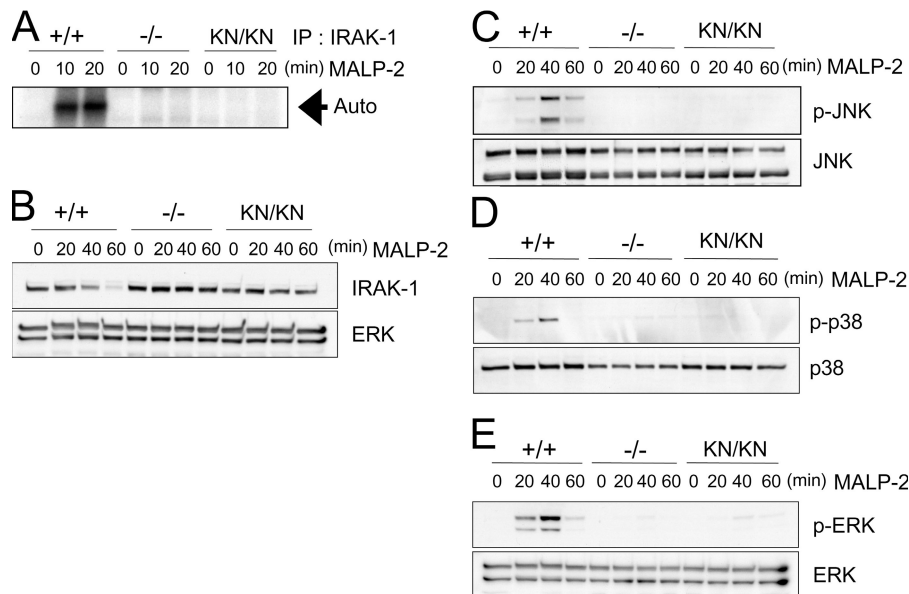 A
+/+ -/- KN/KN IP : IRAK-1
0 10 20 0 10 20 0 10 20 (min) MALP-2
Auto
B
+/+ -/- KN/KN
0 20 40 60 0 20 40 60 0 20 40 60 (min) MALP-2
IRAK-1
ERK
C
+/+ -/- KN/KN
0 20 40 60 0 20 40 60 0 20 40 60 (min) MALP-2
p-JNK
JNK
D
+/+ -/- KN/KN
0 20 40 60 0 20 40 60 0 20 40 60 (min) MALP-2
p-p38
p38
E
+/+ -/- KN/KN
0 20 40 60 0 20 40 60 0 20 40 60 (min) MALP-2
p-ERK
ERK